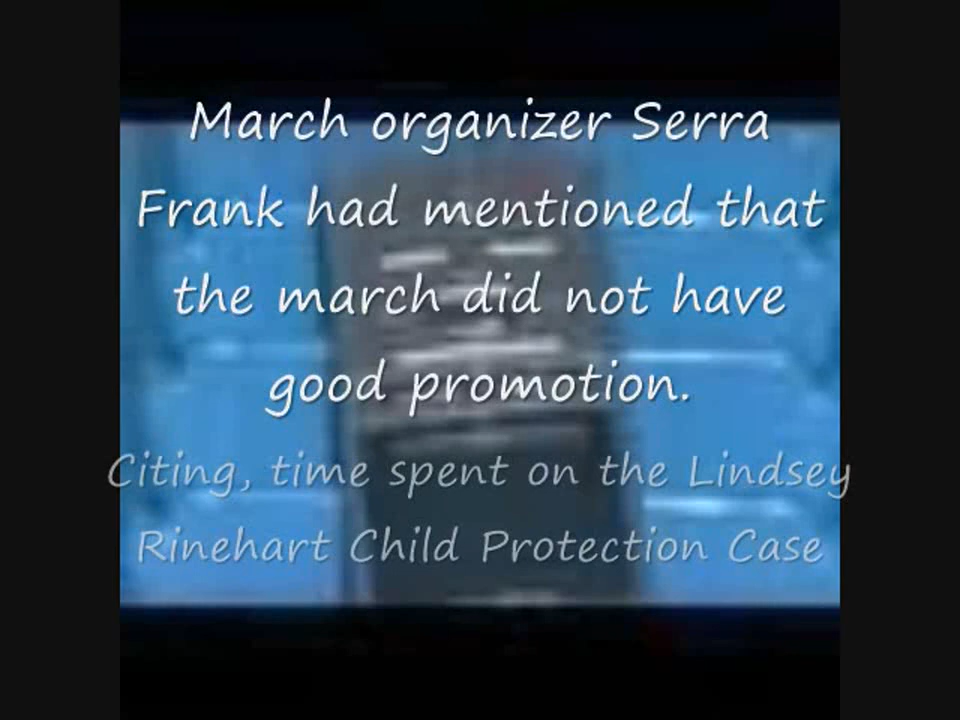 March organizer Serra
Frank had mentioned that
the march did not have
good promotion.
Citing, time spent on the Lindsey
Rinehart Child Protection Case